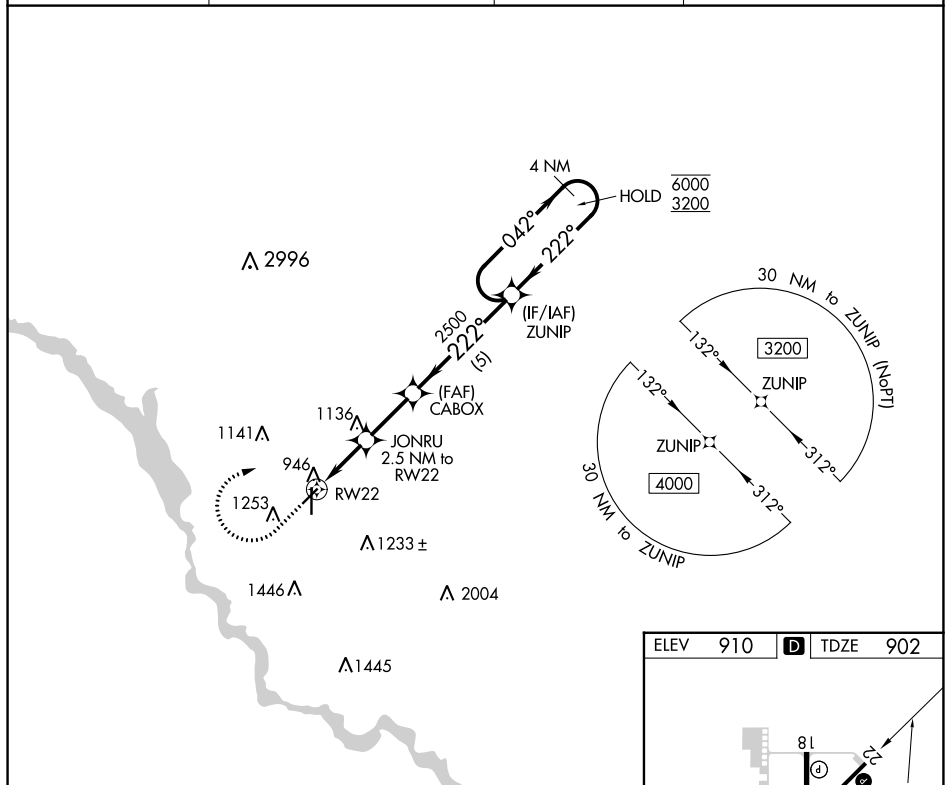 4 NM
HOLD
6000
3200
042°
222°
2996
(IF/IAF)
ZUNIP
2500
222°
(5)
(FAF)
CABOX
30 NM to ZUNIP (NoPT)
132°
3200
ZUNIP
312°
132°
ZUNIP
4000
312°
30 NM to ZUNIP
1136
1141
JONRU
2.5 NM to
RW22
946
RW22
1253
1233 ±
1446
2004
1445
ELEV 910 D TDZE 902
18
22
P
P